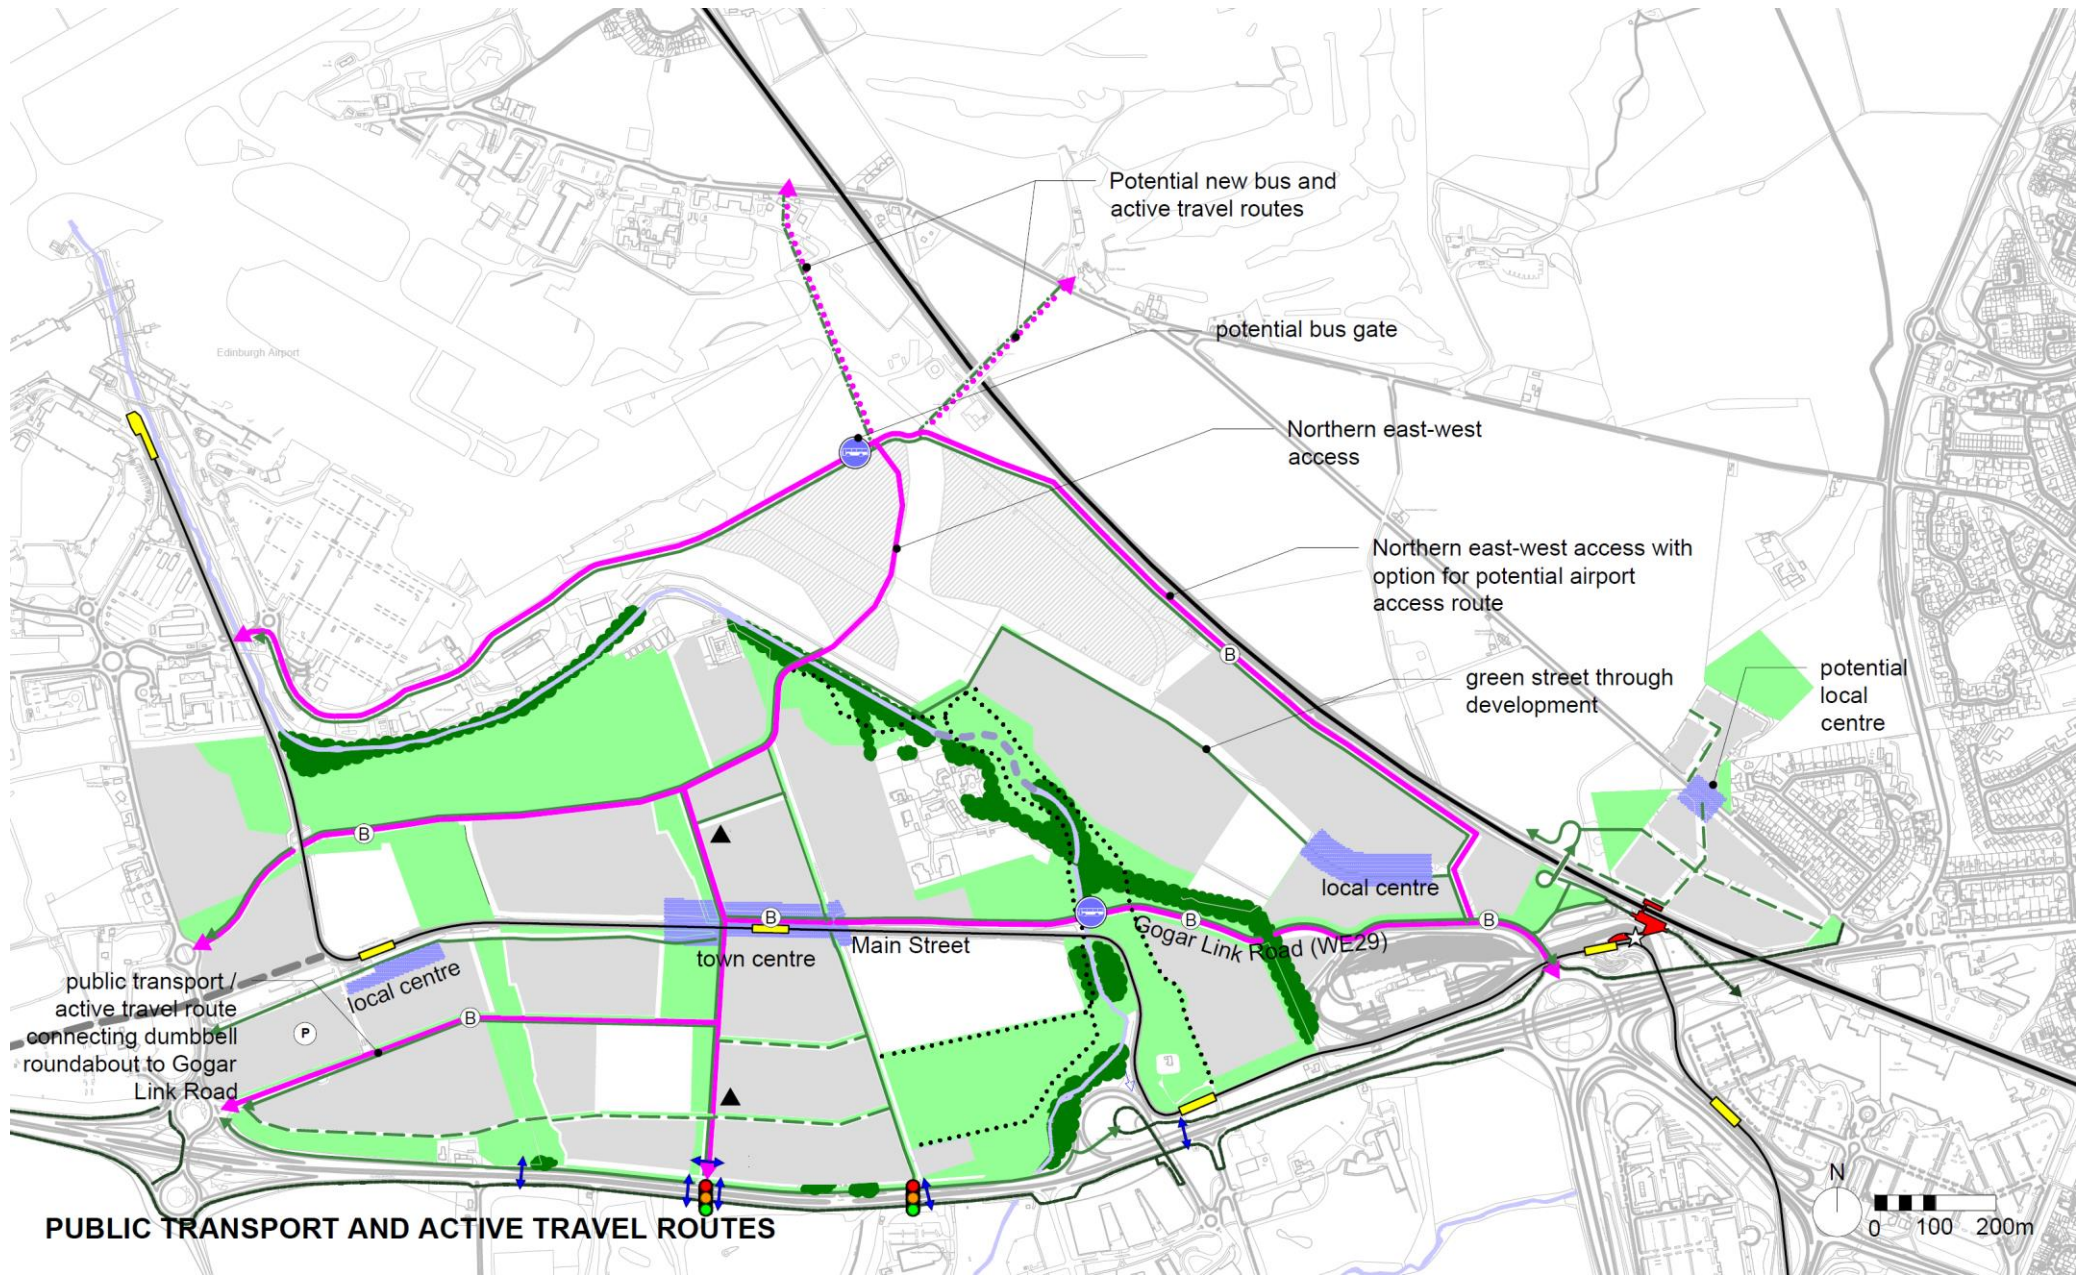 Potential new bus and
active travel routes
potential bus gate
Edinburgh Airport
Northern east-west
access
Northern east-west access with
option for potential airport
access route
B
green street through
development
potential
local
centre
B
local centre
B
B
B
Main Street
Gogar Link Road (WE29)
town centre
local centre
public transport /
active travel route
connecting dumbbell
roundabout to Gogar
Link Road
B
P
N
0 100 200m
PUBLIC TRANSPORT AND ACTIVE TRAVEL ROUTES